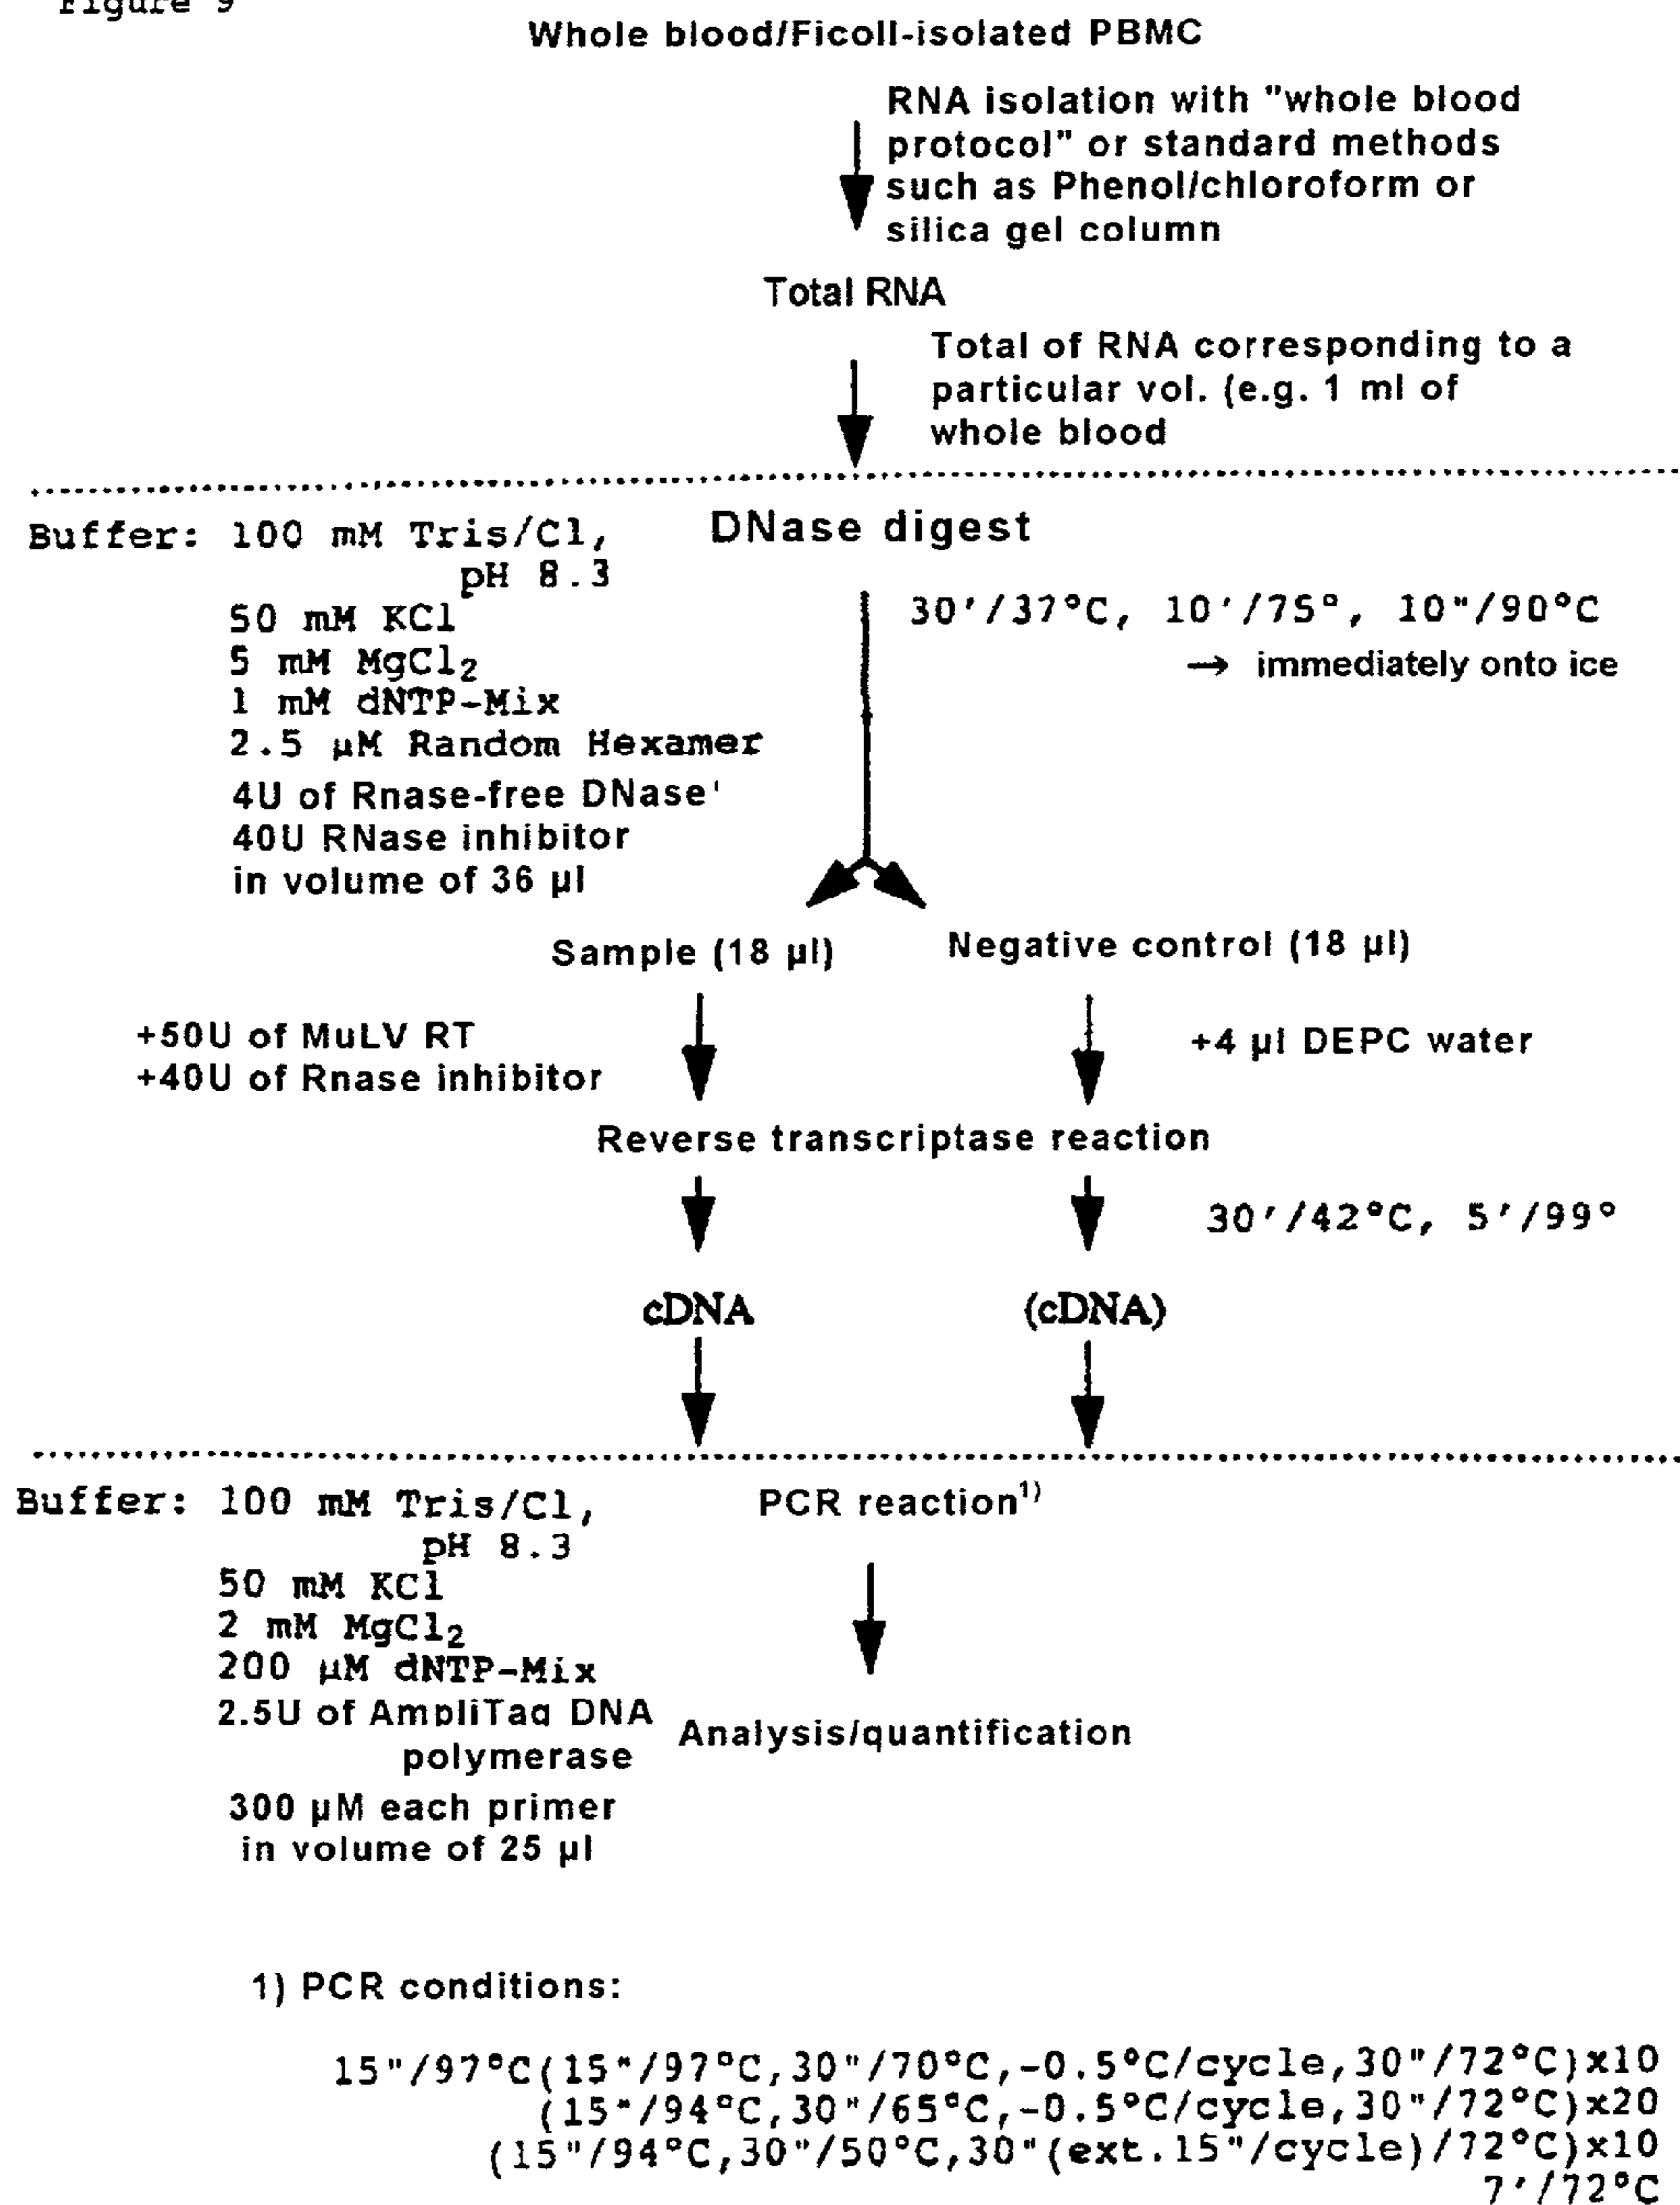 Figure 9
Whole blood/Ficoll-isolated PBMC
RNA isolation with "whole blood
protocol" or standard methods
such as Phenol/chloroform or
silica gel column
Total RNA
Total of RNA corresponding to a
particular vol. (e.g. 1 ml of
whole blood
Buffer: 100 mM Tris/Cl,
pH 8.3
50 mM KCl
5 mM MgCl₂
1 mM dNTP-Mix
2.5 µM Random Hexamer
4U of Rnase-free DNase'
40U RNase inhibitor
in volume of 36 µl
DNase digest
30'/37°C, 10'/75°, 10"/90°C
→ immediately onto ice
Sample (18 µl)
Negative control (18 µl)
+50U of MuLV RT
+40U of Rnase inhibitor
+4 µl DEPC water
Reverse transcriptase reaction
30'/42°C, 5'/99°
cDNA
(cDNA)
Buffer: 100 mM Tris/Cl,
pH 8.3
50 mM KCl
2 mM MgCl₂
200 µM dNTP-Mix
2.5U of AmpliTaq DNA
polymerase
300 µM each primer
in volume of 25 µl
PCR reaction¹⁾
Analysis/quantification
1) PCR conditions:
15"/97°C(15"/97°C,30"/70°C,-0.5°C/cycle,30"/72°C)x10
(15"/94°C,30"/65°C,-0.5°C/cycle,30"/72°C)x20
(15"/94°C,30"/50°C,30"(ext.15"/cycle)/72°C)x10
7'/72°C